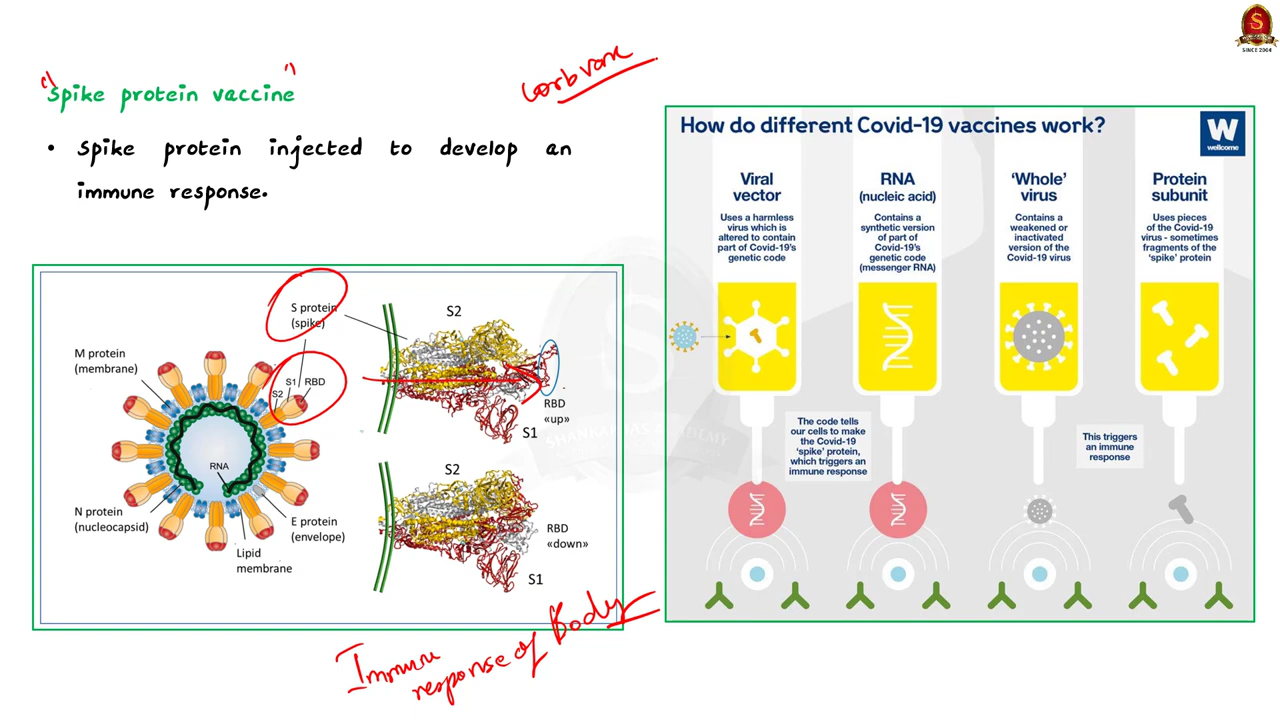 S
SINCE 2004
"Spike protein vaccine"
• Spike protein injected to develop an
immune response.
S protein
(spike)
M protein
(membrane)
S1
RBD
S2
RNA
N protein
(nucleocapsid)
E protein
(envelope)
Lipid
membrane
S2
RBD
«up»
S1
S2
RBD
«down»
S1
Immune
response of Body
How do different Covid-19 vaccines work?
W
wellcome
Viral
vector
Uses a harmless
virus which is
altered to contain
part of Covid-19's
genetic code
RNA
(nucleic acid)
Contains a
synthetic version
of part of
Covid-19's
genetic code
(messenger RNA)
'Whole'
virus
Contains a
weakened or
inactivated
version of the
Covid-19 virus
Protein
subunit
Uses pieces
of the Covid-19
virus - sometimes
fragments of the
'spike' protein
The code tells
our cells to make
the Covid-19
'spike' protein,
which triggers an
immune response
This triggers
an immune
response